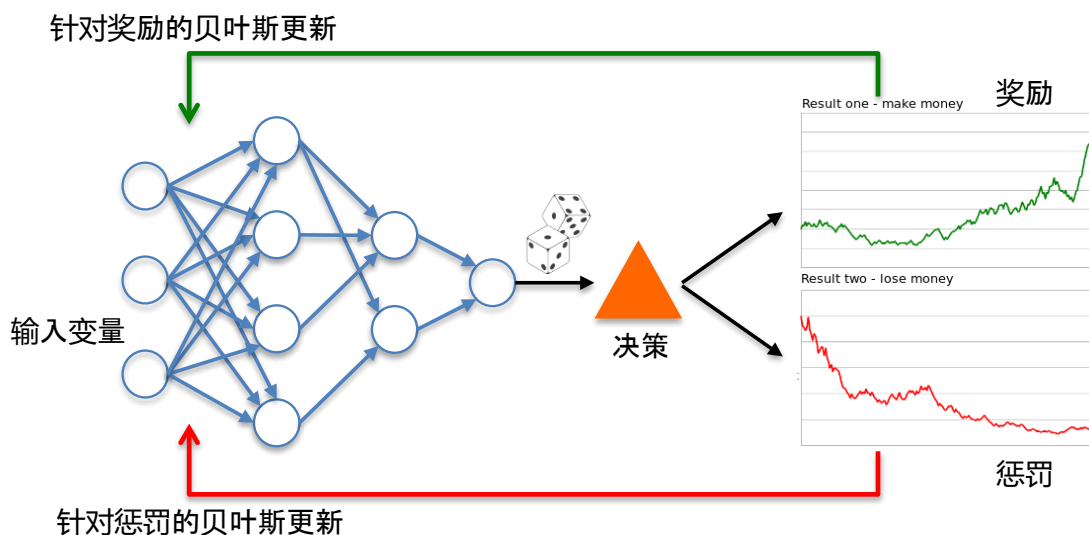 针对奖励的贝叶斯更新
奖励
Result one - make money
输入变量
决策
Result two - lose money
惩罚
针对惩罚的贝叶斯更新